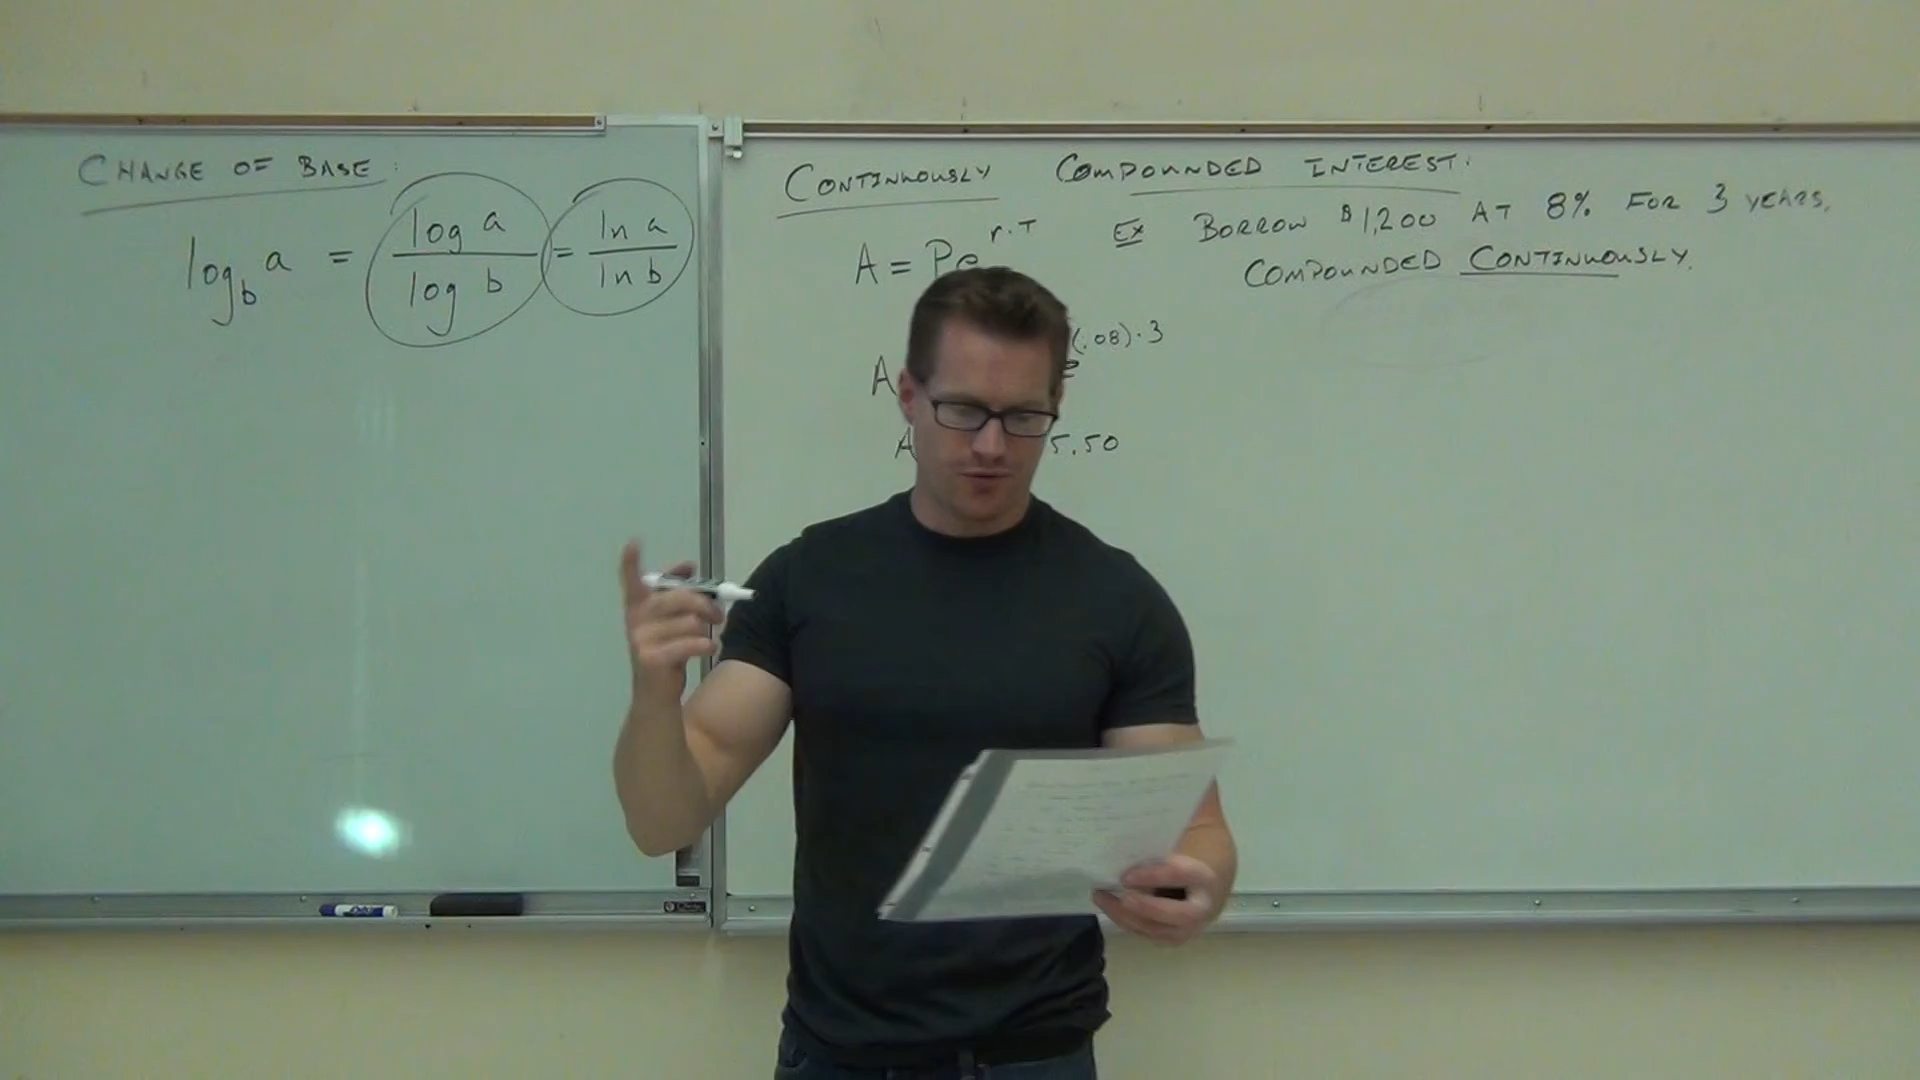 CHANGE OF BASE:
log_b a = log a / log b = ln a / ln b
CONTINUOUSLY COMPOUNDED INTEREST:
A = Pe^r·T
EX BORROW $1,200 AT 8% FOR 3 YEARS,
COMPOUNDED CONTINUOUSLY.
A (.08)·3
A 5.50